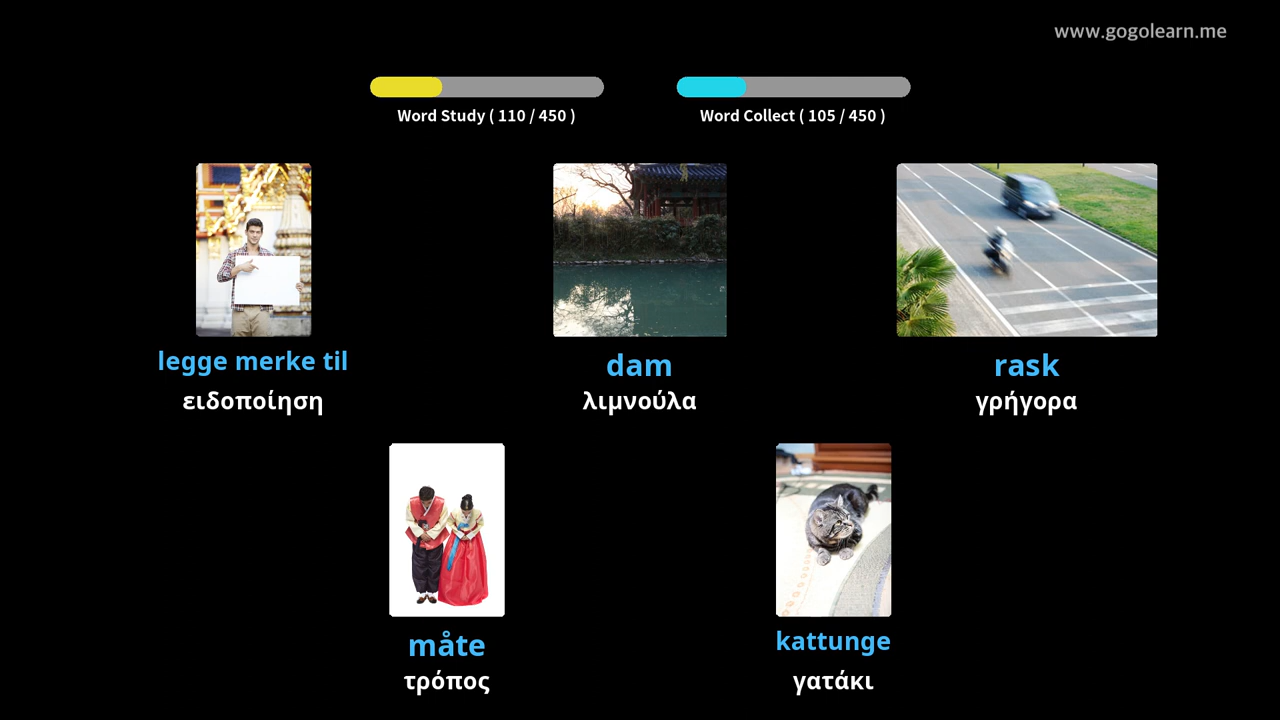 www.gogolearn.me
Word Study ( 110 / 450 )
Word Collect ( 105 / 450 )
legge merke til
ειδοποίηση
dam
λιμνούλα
rask
γρήγορα
måte
τρόπος
kattunge
γατάκι